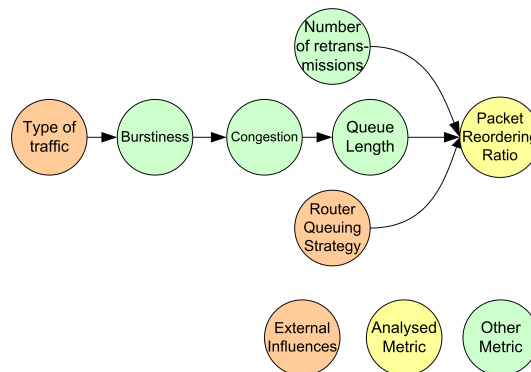 Number
of retrans-
missions
Type of
traffic
Burstiness
Congestion
Queue
Length
Packet
Reordering
Ratio
Router
Queuing
Strategy
External
Influences
Analysed
Metric
Other
Metric